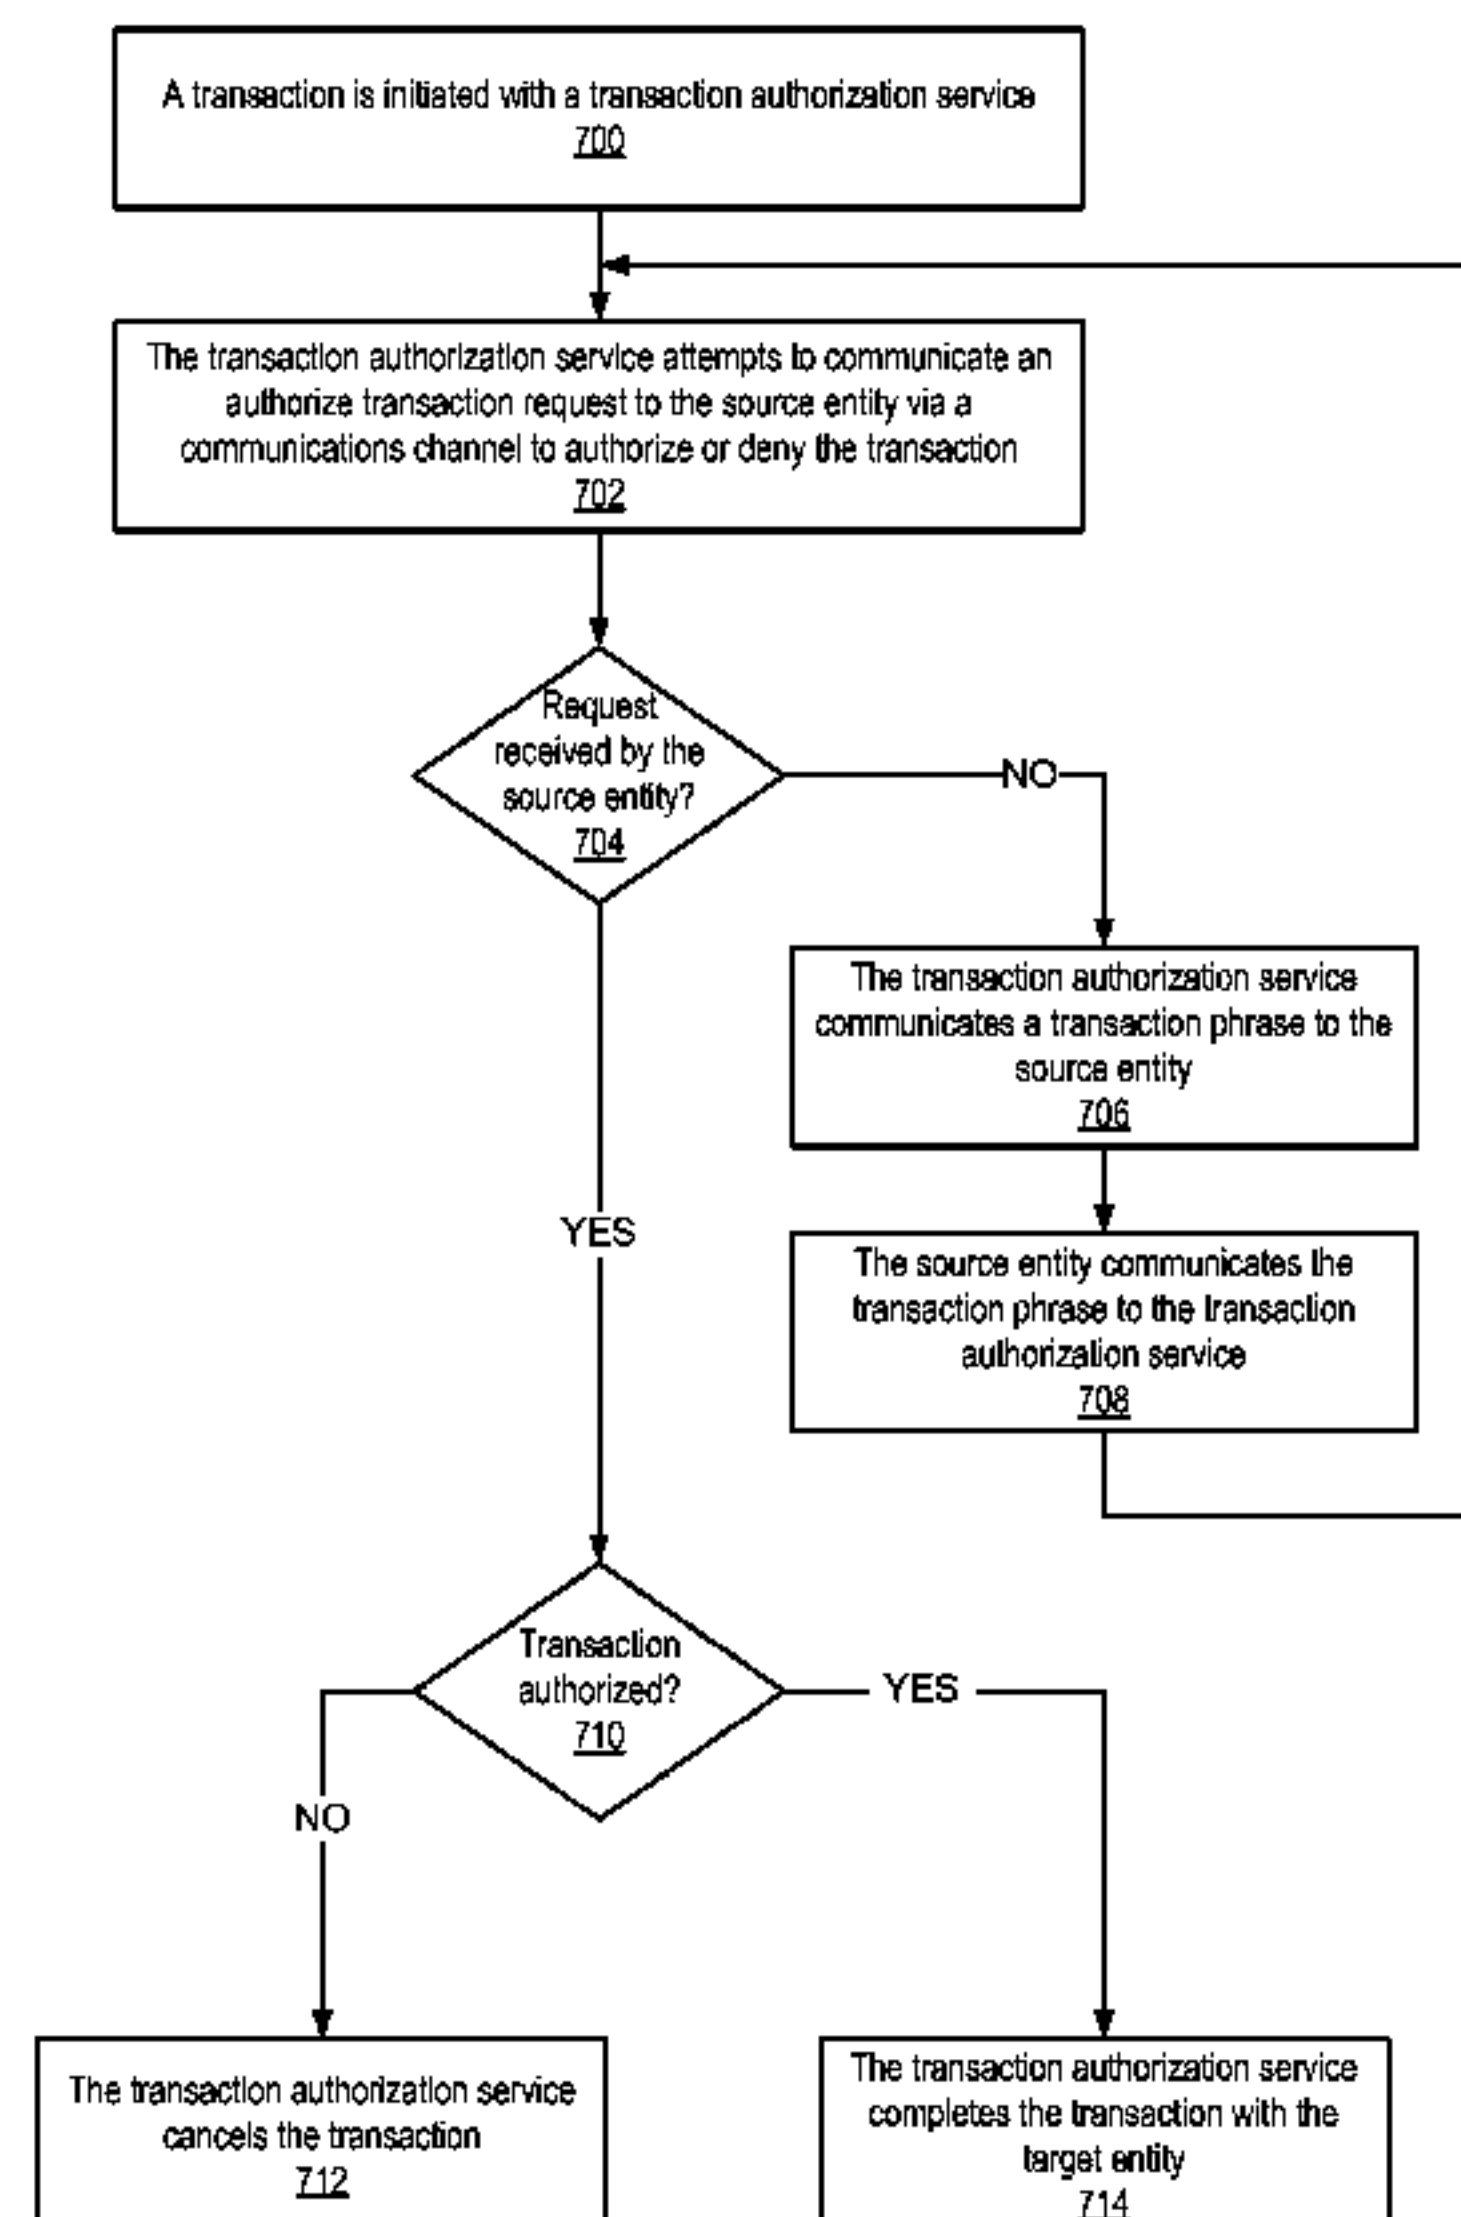 A transaction is initiated with a transaction authorization service
700
The transaction authorization service attempts to communicate an
authorize transaction request to the source entity via a
communications channel to authorize or deny the transaction
702
Request
received by the
source entity?
704
NO
The transaction authorization service
communicates a transaction phrase to the
source entity
706
YES
The source entity communicates the
transaction phrase to the transaction
authorization service
708
Transaction
authorized?
710
YES
NO
The transaction authorization service
cancels the transaction
712
The transaction authorization service
completes the transaction with the
target entity
714